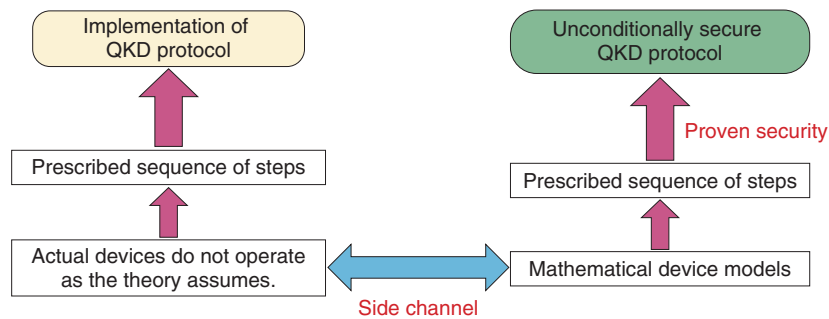 Implementation of
QKD protocol
Prescribed sequence of steps
Actual devices do not operate
as the theory assumes.
Side channel
Unconditionally secure
QKD protocol
Proven security
Prescribed sequence of steps
Mathematical device models